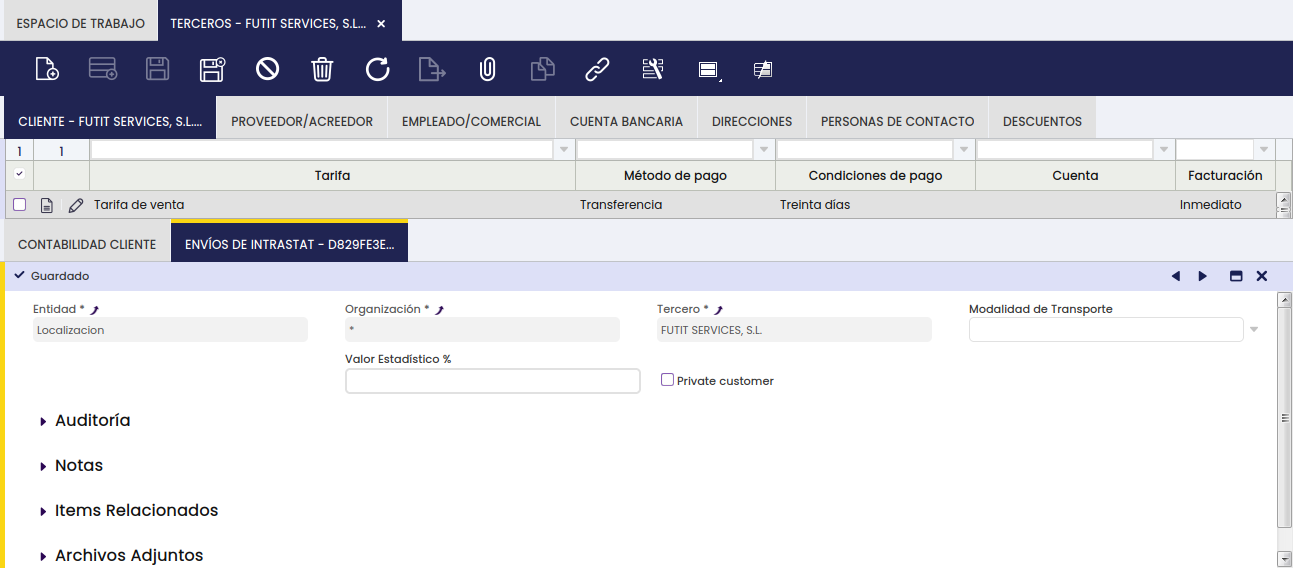 ESPACIO DE TRABAJO TERCEROS - FUTIT SERVICES, S.L...
CLIENTE - FUTIT SERVICES, S.L.... PROVEEDOR/ACREEDOR EMPLEADO/COMERCIAL CUENTA BANCARIA DIRECCIONES PERSONAS DE CONTACTO DESCUENTOS
1 1
Tarifa Método de pago Condiciones de pago Cuenta Facturación
Tarifa de venta Transferencia Treinta días Inmediato
CONTABILIDAD CLIENTE ENVÍOS DE INTRASTAT - D829FE3E...
Guardado
Entidad * Organización * Tercero * Modalidad de Transporte
Localizacion * FUTIT SERVICES, S.L.
Valor Estadístico %
Private customer
Auditoría
Notas
Items Relacionados
Archivos Adjuntos